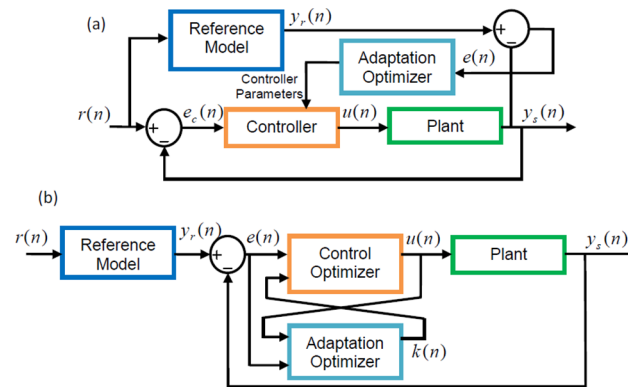 (a)
Reference
Model
y_r(n)
+
−
Adaptation
Optimizer
e(n)
Controller
Parameters
r(n)
+
−
e_c(n)
Controller
u(n)
Plant
y_s(n)
(b)
r(n)
Reference
Model
y_r(n)
+
−
e(n)
Control
Optimizer
u(n)
Plant
y_s(n)
Adaptation
Optimizer
k(n)